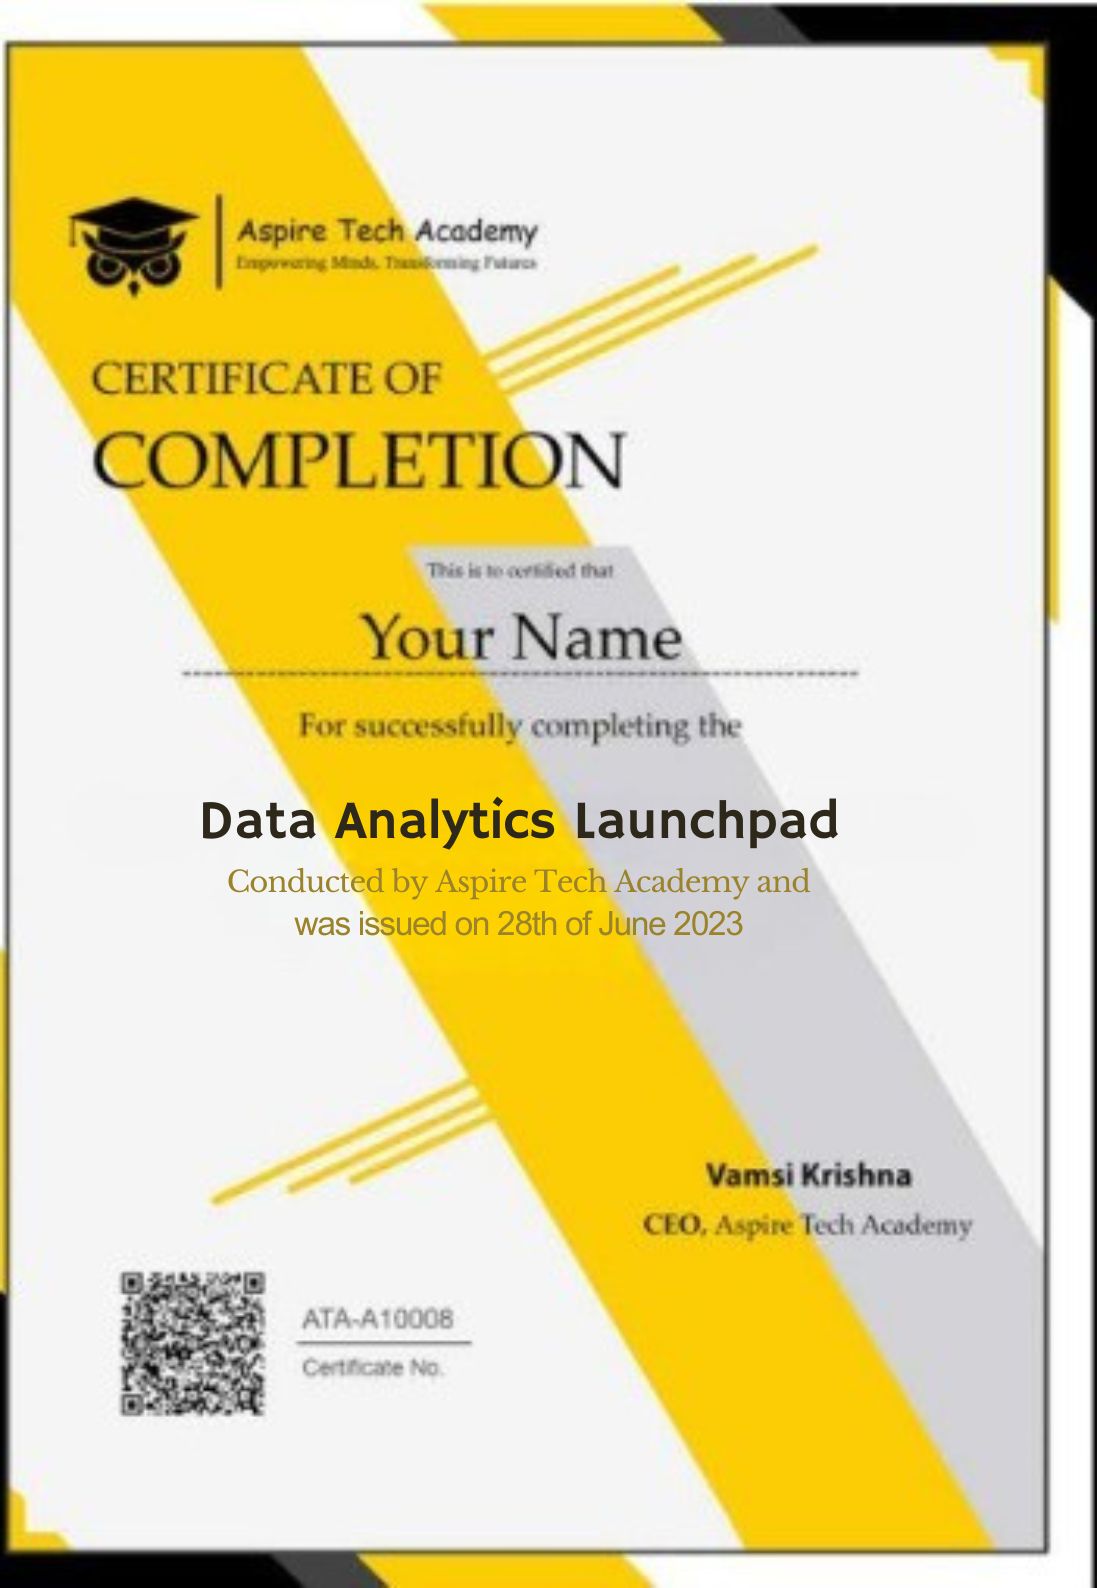 Aspire Tech Academy
Empowering Minds, Transforming Futures
CERTIFICATE OF
COMPLETION
This is to certified that
Your Name
For successfully completing the
Data Analytics Launchpad
Conducted by Aspire Tech Academy and
was issued on 28th of June 2023
Vamsi Krishna
CEO, Aspire Tech Academy
ATA-A10008
Certificate No.